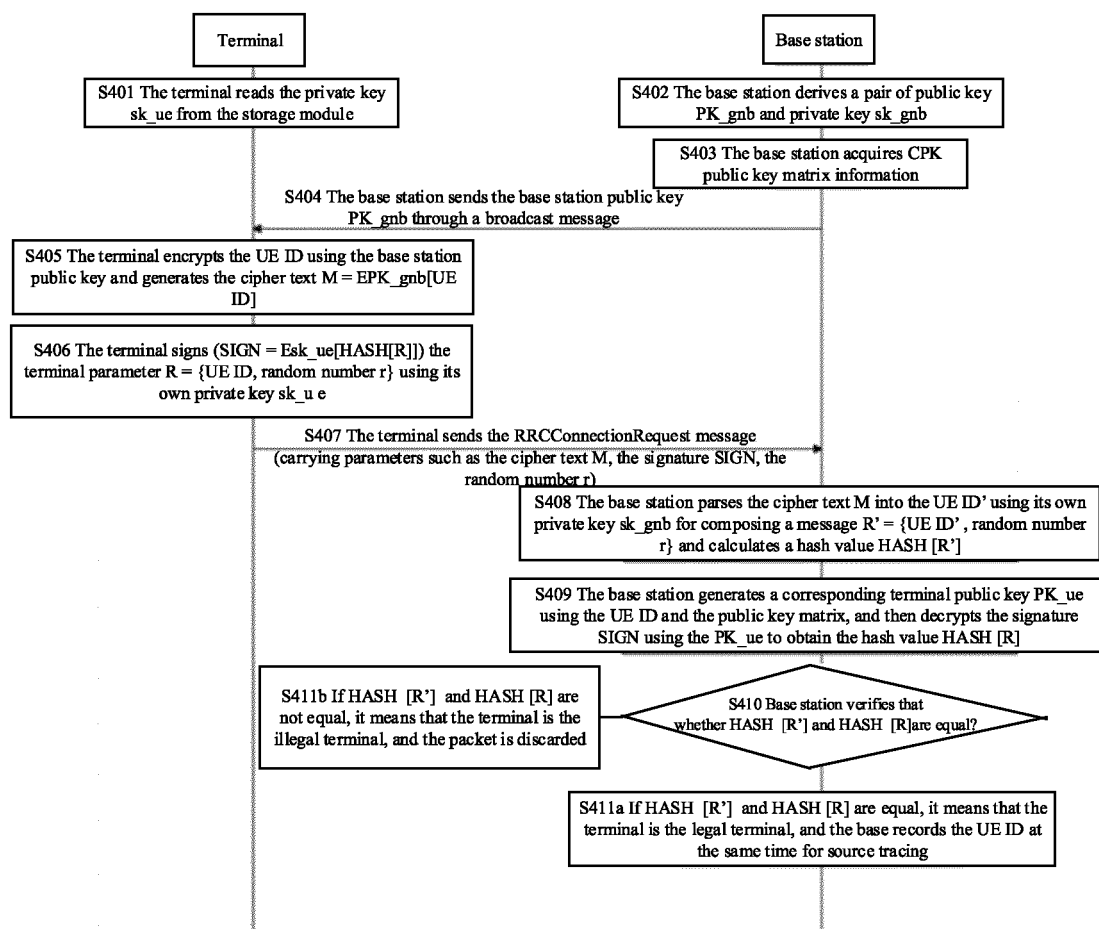 Terminal
Base station
S401 The terminal reads the private key
sk_ue from the storage module
S402 The base station derives a pair of public key
PK_gnb and private key sk_gnb
S403 The base station acquires CPK
public key matrix information
S404 The base station sends the base station public key
PK_gnb through a broadcast message
S405 The terminal encrypts the UE ID using the base station
public key and generates the cipher text M = EPK_gnb[UE
ID]
S406 The terminal signs (SIGN = Esk_ue[HASH[R]]) the
terminal parameter R = {UE ID, random number r} using its
own private key sk_u e
S407 The terminal sends the RRCConnectionRequest message
(carrying parameters such as the cipher text M, the signature SIGN, the
random number r)
S408 The base station parses the cipher text M into the UE ID’ using its own
private key sk_gnb for composing a message R’ = {UE ID’ , random number
r} and calculates a hash value HASH [R’]
S409 The base station generates a corresponding terminal public key PK_ue
using the UE ID and the public key matrix, and then decrypts the signature
SIGN using the PK_ue to obtain the hash value HASH [R]
S410 Base station verifies that
whether HASH [R’] and HASH [R]are equal?
S411b If HASH [R’] and HASH [R] are
not equal, it means that the terminal is the
illegal terminal, and the packet is discarded
S411a If HASH [R’] and HASH [R] are equal, it means that the
terminal is the legal terminal, and the base records the UE ID at
the same time for source tracing